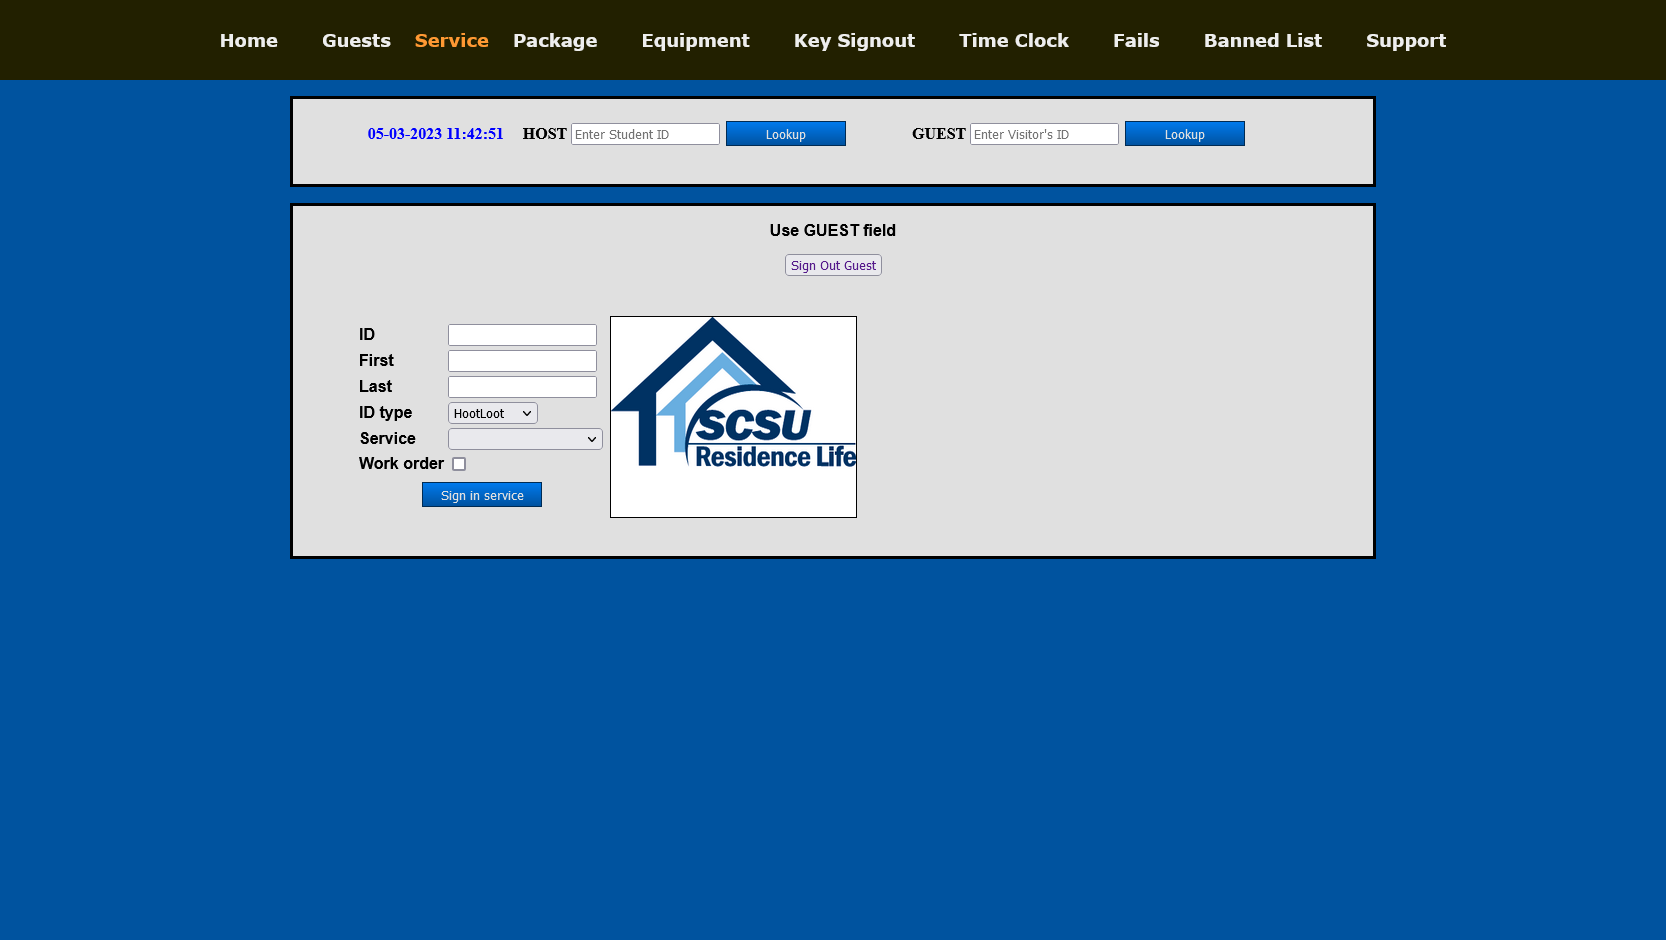 Home Guests Service Package Equipment Key Signout Time Clock Fails Banned List Support
05-03-2023 11:42:51 HOST Enter Student ID Lookup GUEST Enter Visitor's ID Lookup
Use GUEST field
Sign Out Guest
ID
First
Last
ID type HootLoot
Service
Work order
Sign in service
SCSU
Residence Life